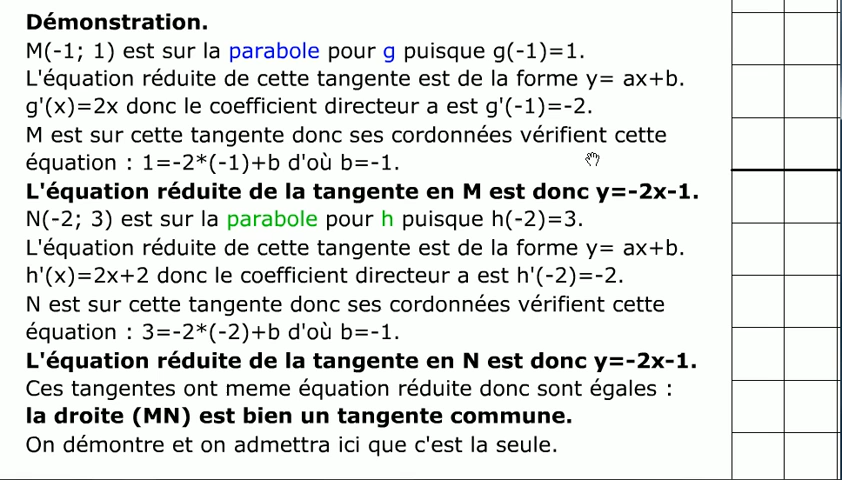 Démonstration.
M(-1; 1) est sur la parabole pour g puisque g(-1)=1.
L'équation réduite de cette tangente est de la forme y= ax+b.
g'(x)=2x donc le coefficient directeur a est g'(-1)=-2.
M est sur cette tangente donc ses cordonnées vérifient cette
équation : 1=-2*(-1)+b d'où b=-1.
L'équation réduite de la tangente en M est donc y=-2x-1.
N(-2; 3) est sur la parabole pour h puisque h(-2)=3.
L'équation réduite de cette tangente est de la forme y= ax+b.
h'(x)=2x+2 donc le coefficient directeur a est h'(-2)=-2.
N est sur cette tangente donc ses cordonnées vérifient cette
équation : 3=-2*(-2)+b d'où b=-1.
L'équation réduite de la tangente en N est donc y=-2x-1.
Ces tangentes ont meme équation réduite donc sont égales :
la droite (MN) est bien un tangente commune.
On démontre et on admettra ici que c'est la seule.